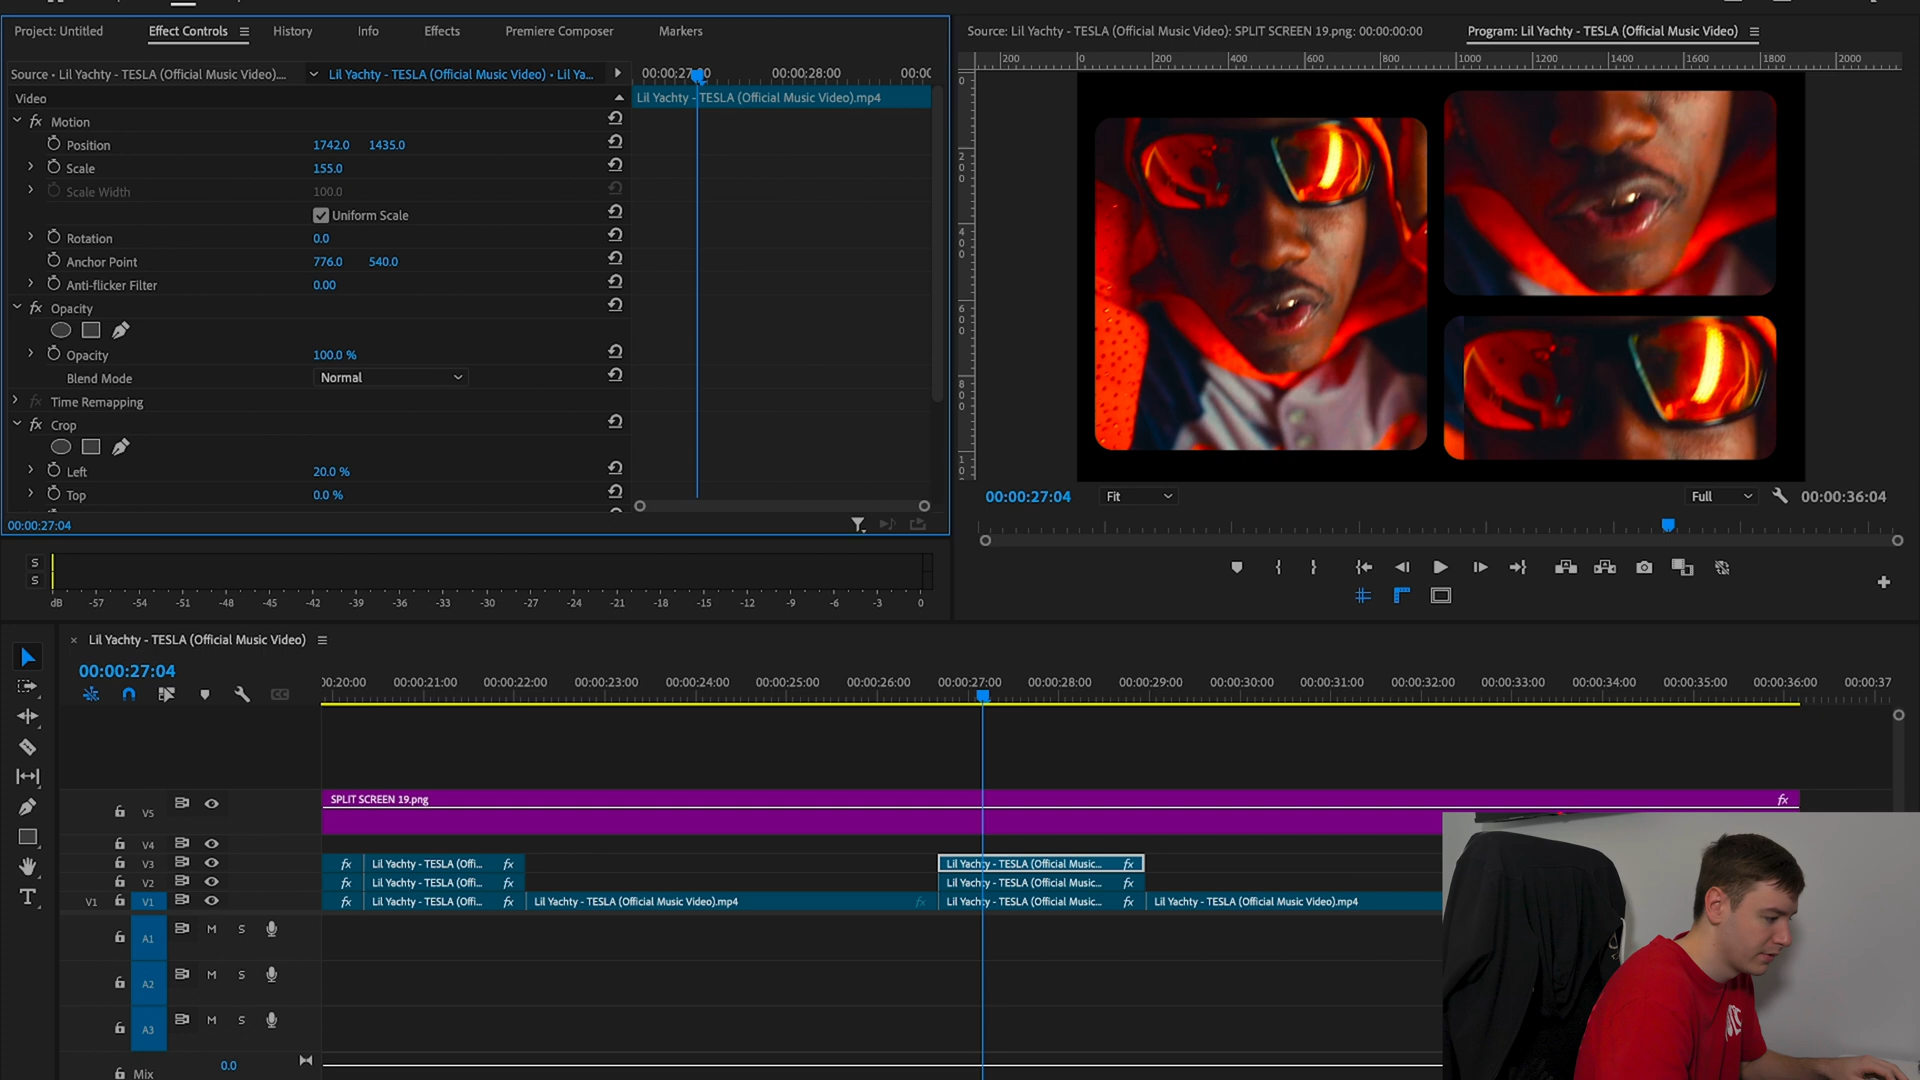 Project: Untitled
Effect Controls
History
Info
Effects
Premiere Composer
Markers
Source • Lil Yachty - TESLA (Official Music Video)....
Lil Yachty - TESLA (Official Music Video) • Lil Ya...
00:00:27:00
00:00:28:00
Video
Lil Yachty - TESLA (Official Music Video).mp4
fx Motion
Position 1742.0 1435.0
Scale 155.0
Scale Width 100.0
Uniform Scale
Rotation 0.0
Anchor Point 776.0 540.0
Anti-flicker Filter 0.00
fx Opacity
Opacity 100.0 %
Blend Mode Normal
fx Time Remapping
fx Crop
Left 20.0 %
Top 0.0 %
00:00:27:04
Source: Lil Yachty - TESLA (Official Music Video): SPLIT SCREEN 19.png: 00:00:00:00
Program: Lil Yachty - TESLA (Official Music Video)
200 0 200 400 600 800 1000 1200 1400 1600 1800 2000
0
200
400
600
800
00:00:27:04
Fit
Full
00:00:36:04
S
S
dB -57 -54 -51 -48 -45 -42 -39 -36 -33 -30 -27 -24 -21 -18 -15 -12 -9 -6 -3 0
× Lil Yachty - TESLA (Official Music Video)
00:00:27:04
00:00:21:00 00:00:22:00 00:00:23:00 00:00:24:00 00:00:25:00 00:00:26:00 00:00:27:00 00:00:28:00 00:00:29:00 00:00:30:00 00:00:31:00 00:00:32:00 00:00:33:00 00:00:34:00 00:00:35:00 00:00:36:00 00:00:37
CC
T
V5
SPLIT SCREEN 19.png fx
V4
V3
fx Lil Yachty - TESLA (Offi... fx Lil Yachty - TESLA (Official Music... fx
V2
fx Lil Yachty - TESLA (Offi... fx Lil Yachty - TESLA (Official Music... fx
V1 V1
fx Lil Yachty - TESLA (Offi... fx Lil Yachty - TESLA (Official Music Video).mp4 fx Lil Yachty - TESLA (Official Music... fx Lil Yachty - TESLA (Official Music Video).mp4
A1 M S
A2 M S
A3 M S
Mix 0.0